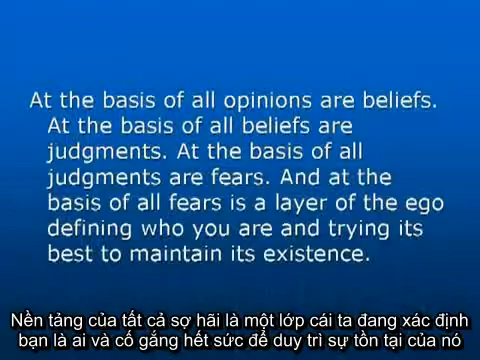 At the basis of all opinions are beliefs.
At the basis of all beliefs are
judgments. At the basis of all
judgments are fears. And at the
basis of all fears is a layer of the ego
defining who you are and trying its
best to maintain its existence.
Nền tảng của tất cả sợ hãi là một lớp cái ta đang xác định
bạn là ai và cố gắng hết sức để duy trì sự tồn tại của nó